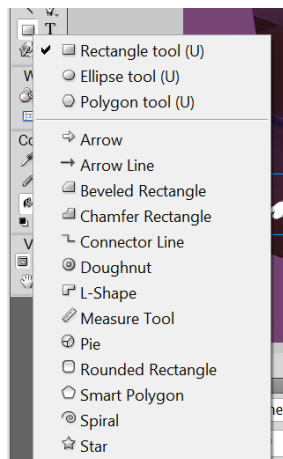 T
Rectangle tool (U)
Ellipse tool (U)
Polygon tool (U)
Arrow
Arrow Line
Beveled Rectangle
Chamfer Rectangle
Connector Line
Doughnut
L-Shape
Measure Tool
Pie
Rounded Rectangle
Smart Polygon
Spiral
Star